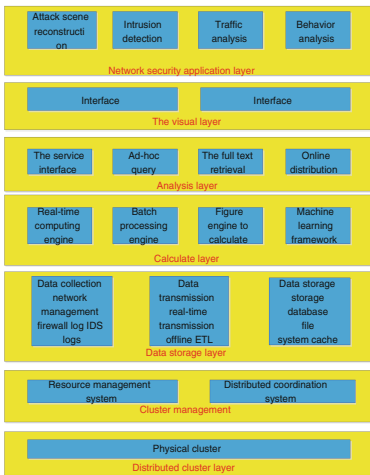 Attack scene
reconstructi
on
Intrusion
detection
Traffic
analysis
Behavior
analysis
Network security application layer
Interface
Interface
The visual layer
The service
interface
Ad-hoc
query
The full text
retrieval
Online
distribution
Analysis layer
Real-time
computing
engine
Batch
processing
engine
Figure
engine to
calculate
Machine
learning
framework
Calculate layer
Data collection
network
management
firewall log IDS
logs
Data
transmission
real-time
transmission
offline ETL
Data storage
storage
database
file
system cache
Data storage layer
Resource management
system
Distributed coordination
system
Cluster management
Physical cluster
Distributed cluster layer